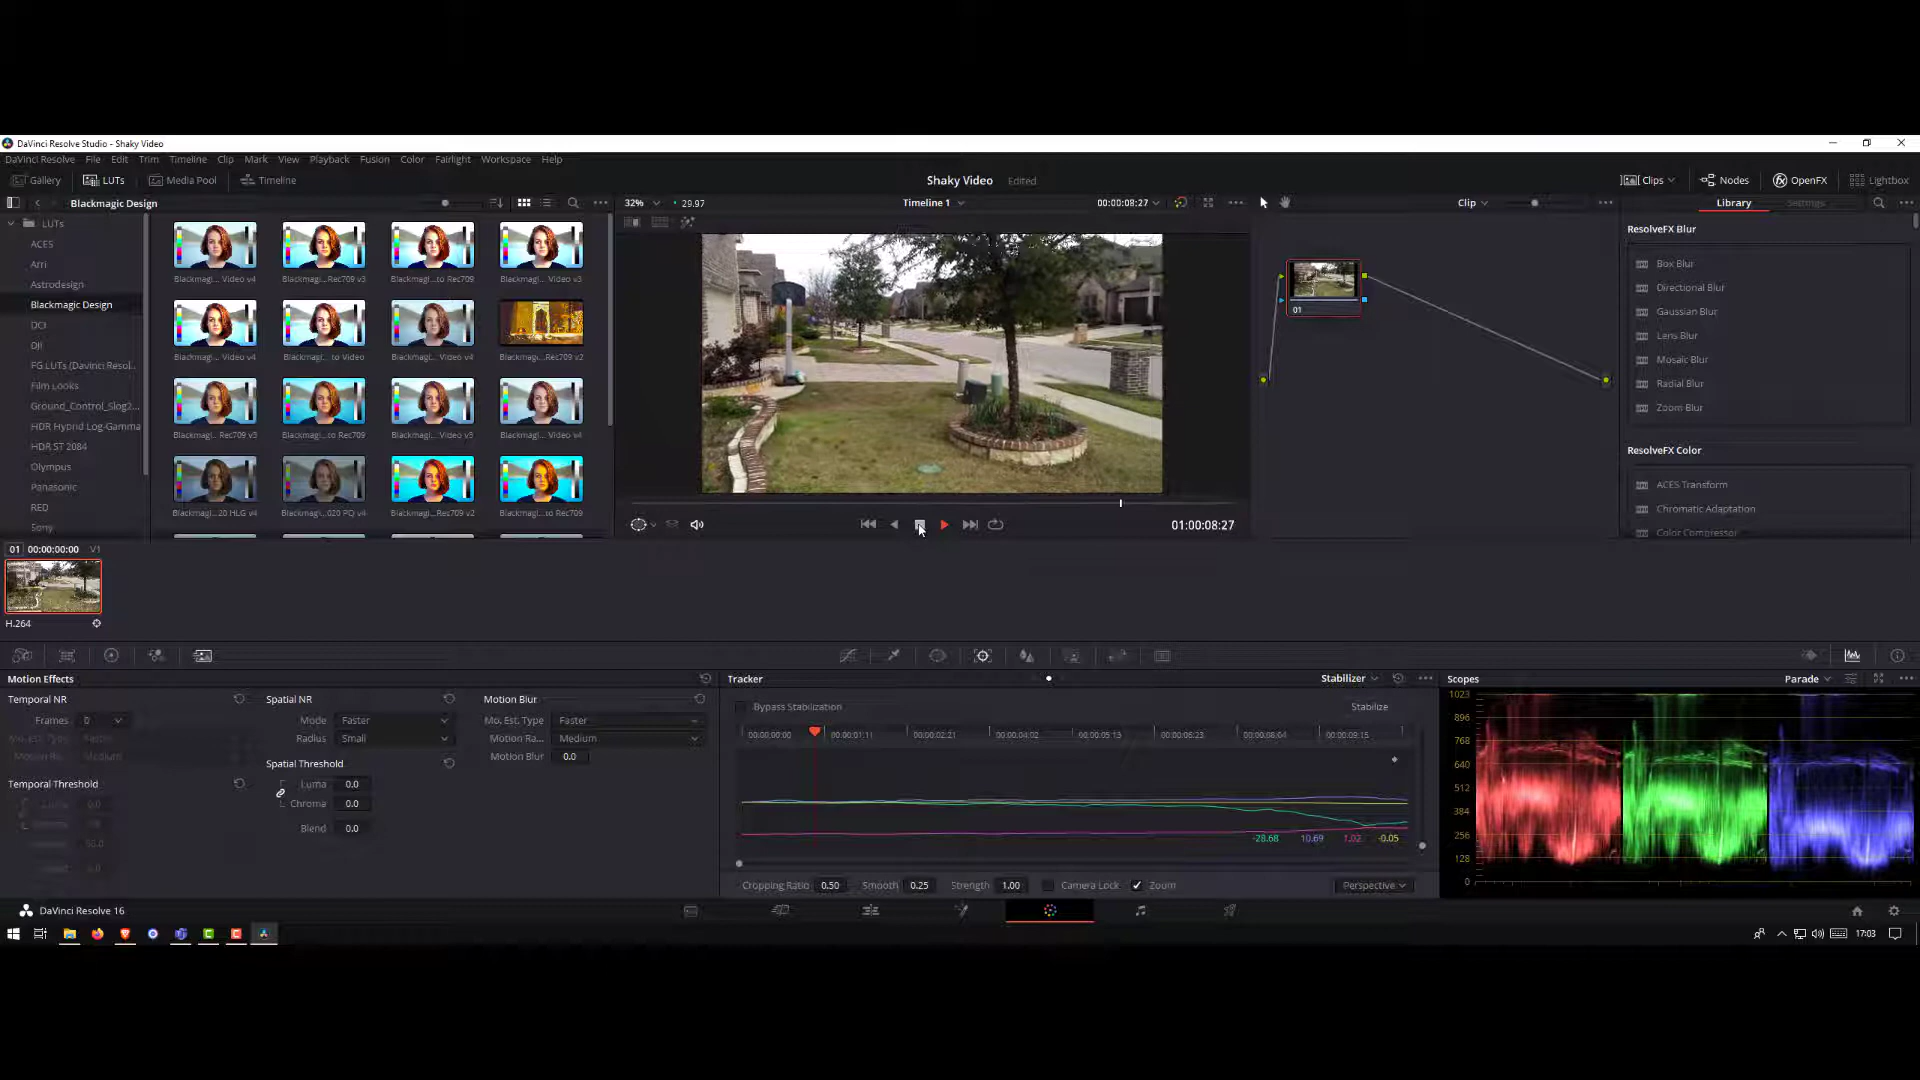 DaVinci Resolve Studio - Shaky Video
DaVinci Resolve File Edit Trim Timeline Clip Mark View Playback Fusion Color Fairlight Workspace Help
Gallery LUTs Media Pool Timeline
Shaky Video Edited
Clips Nodes OpenFX Lightbox
Blackmagic Design
32% 29.97 Timeline 1 00:00:08:27
Clip
Library Settings
LUTs
ACES
Arri
Astrodesign
Blackmagic Design
DCI
DJI
FG LUTs (Davinci Resol...
Film Looks
Ground_Control_Slog2...
HDR Hybrid Log-Gamma
HDR ST 2084
Olympus
Panasonic
RED
Sony
Blackmagi... Video v4 Blackmagi...Rec709 v3 Blackmagi...to Rec709 Blackmagi... Video v3
Blackmagi... Video v4 Blackmagi... to Video Blackmagi... Video v4 Blackmagi...Rec709 v2
Blackmagi...Rec709 v3 Blackmagi...to Rec709 Blackmagi...Video v3 Blackmagi... Video v4
Blackmagi...20 HLG v4 Blackmagi...020 PQ v4 Blackmagi...Rec709 v2 Blackmagi...to Rec709
01:00:08:27
01
ResolveFX Blur
Box Blur
Directional Blur
Gaussian Blur
Lens Blur
Mosaic Blur
Radial Blur
Zoom Blur
ResolveFX Color
ACES Transform
Chromatic Adaptation
Color Compressor
01 00:00:00:00 V1
H.264
Motion Effects
Temporal NR
Frames 0
Mo. Est. Type Faster
Medium
Temporal Threshold
Spatial NR
Mode Faster
Radius Small
Spatial Threshold
Luma 0.0
Chroma 0.0
Blend 0.0
Motion Blur
Mo. Est. Type Faster
Motion Ra... Medium
Motion Blur 0.0
Tracker
Stabilizer
Bypass Stabilization
Stabilize
00:00:00:00 00:00:01:11 00:00:02:21 00:00:04:02 00:00:05:13 00:00:06:23 00:00:08:04 00:00:09:15
-28.68 10.69 1.02 -0.05
Cropping Ratio 0.50 Smooth 0.25 Strength 1.00 Camera Lock Zoom Perspective
Scopes
Parade
1023
896
768
640
512
384
256
128
0
DaVinci Resolve 16
17:03